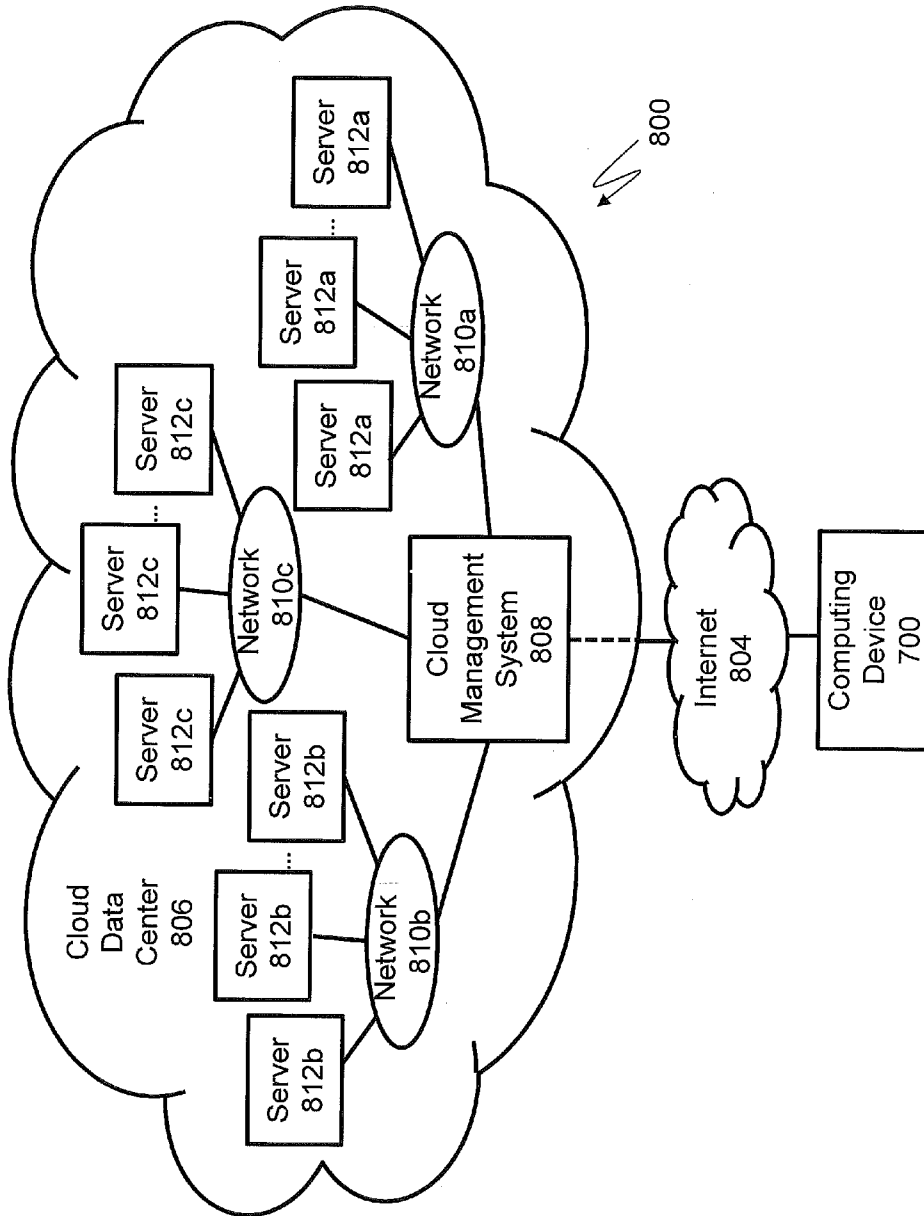 Cloud
Data
Center
806
Server
812c
Server
812c
...
Server
812c
Server
812b
Server
812b
...
Server
812b
Server
812a
Server
812a
...
Server
812a
Network
810c
Network
810b
Network
810a
Cloud
Management
System
808
800
Internet
804
Computing
Device
700